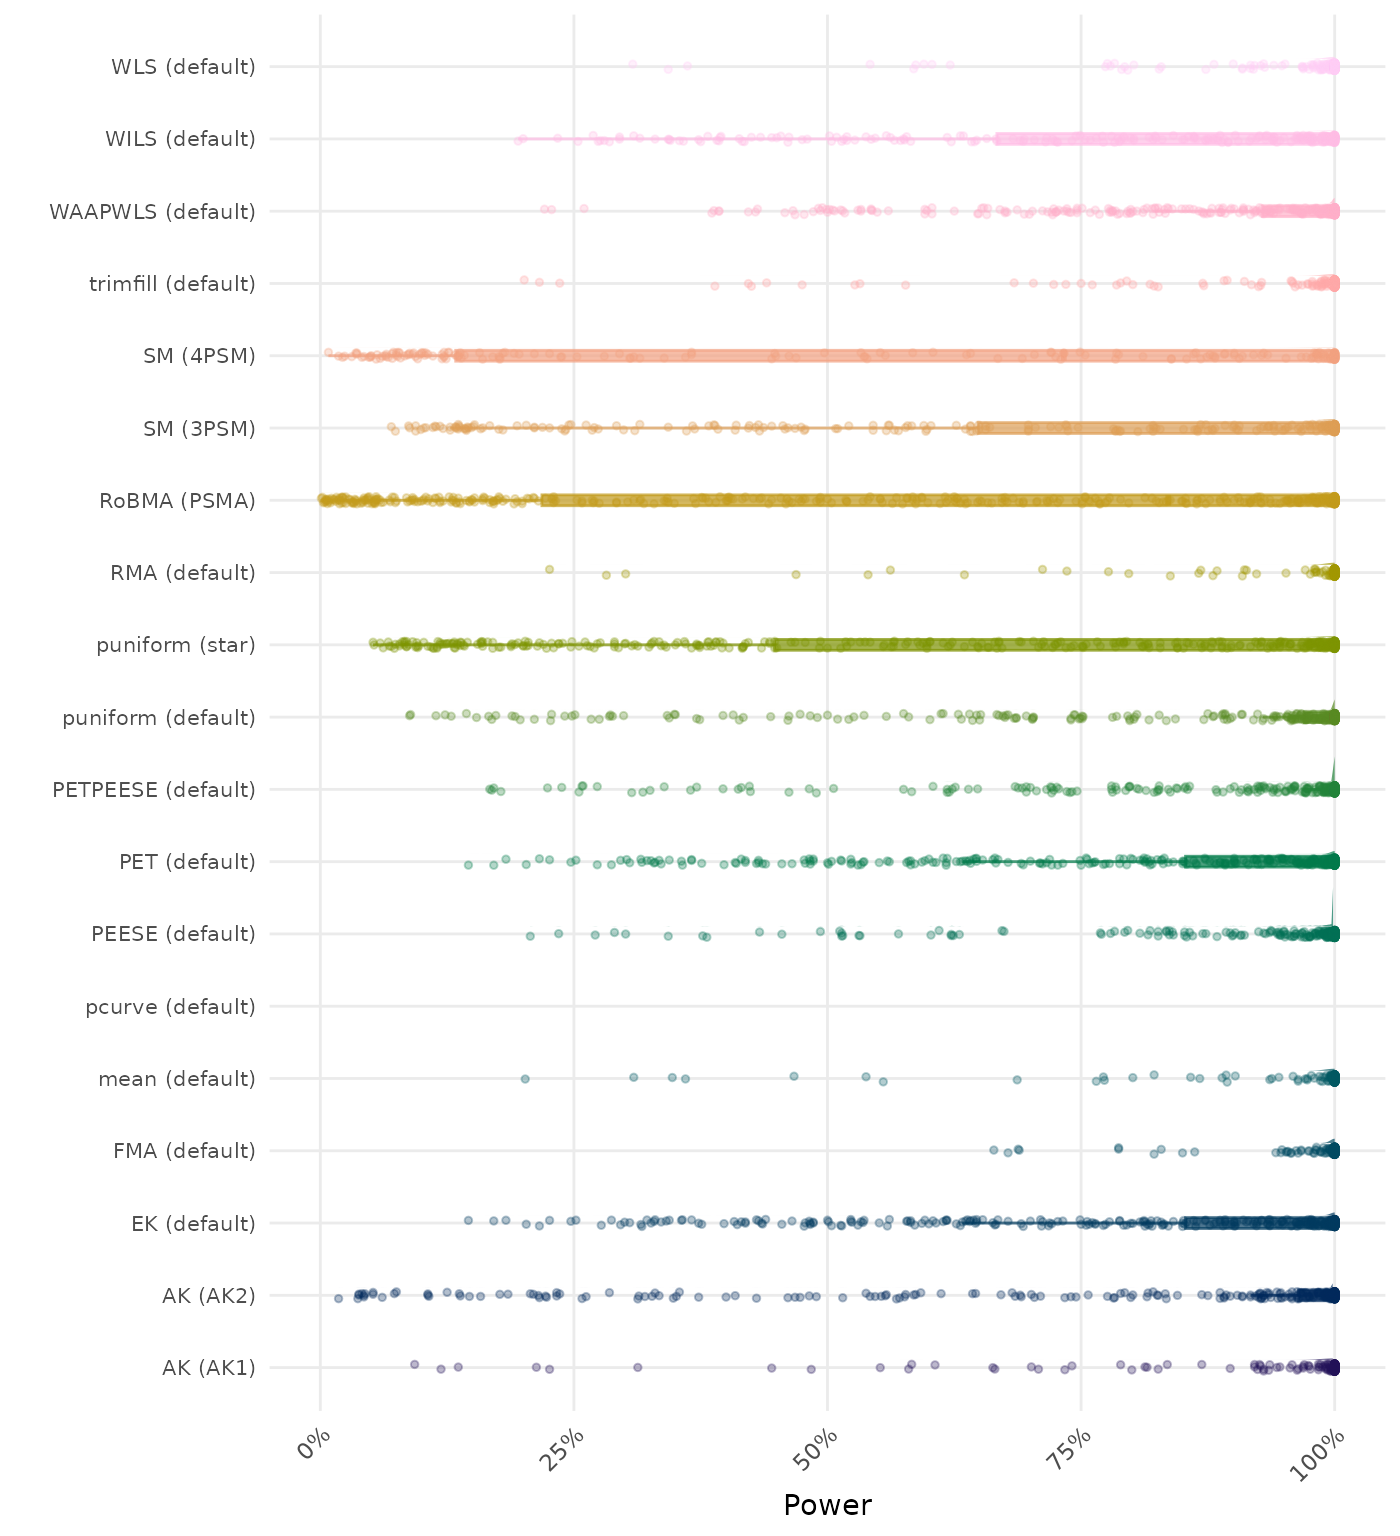 WLS (default)
WILS (default)
WAAPWLS (default)
trimfill (default)
SM (4PSM)
SM (3PSM)
RoBMA (PSMA)
RMA (default)
puniform (star)
puniform (default)
PETPEESE (default)
PET (default)
PEESE (default)
pcurve (default)
mean (default)
FMA (default)
EK (default)
AK (AK2)
AK (AK1)
0%
25%
50%
75%
100%
Power